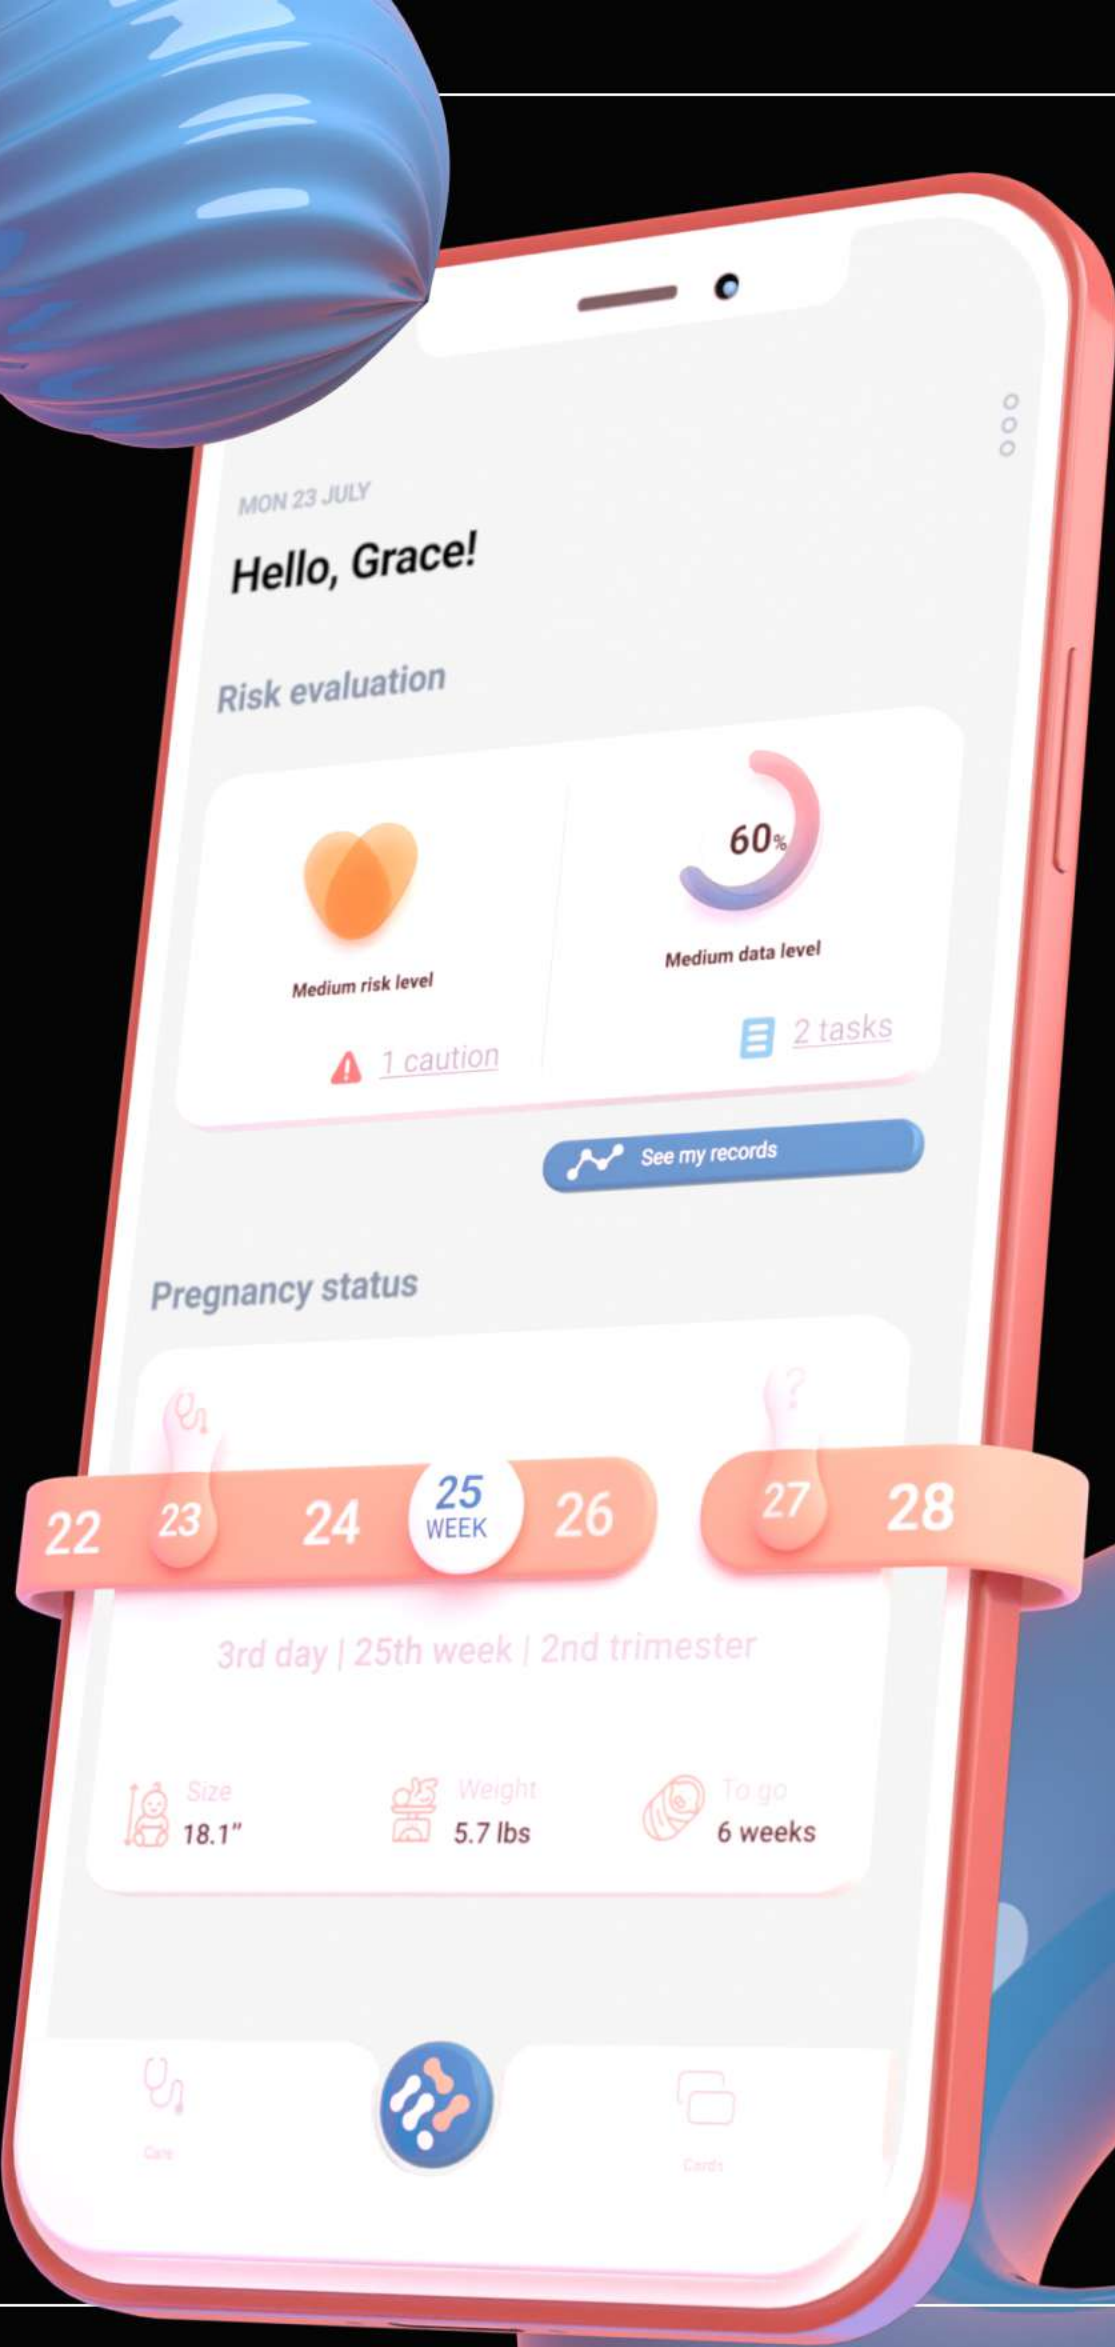 MON 23 JULY
Hello, Grace!
Risk evaluation
60%
Medium risk level
Medium data level
1 caution
2 tasks
See my records
Pregnancy status
?
22 23 24 25 26 27 28
WEEK
3rd day | 25th week | 2nd trimester
Size Weight To go
18.1" 5.7 lbs 6 weeks
Care Cards